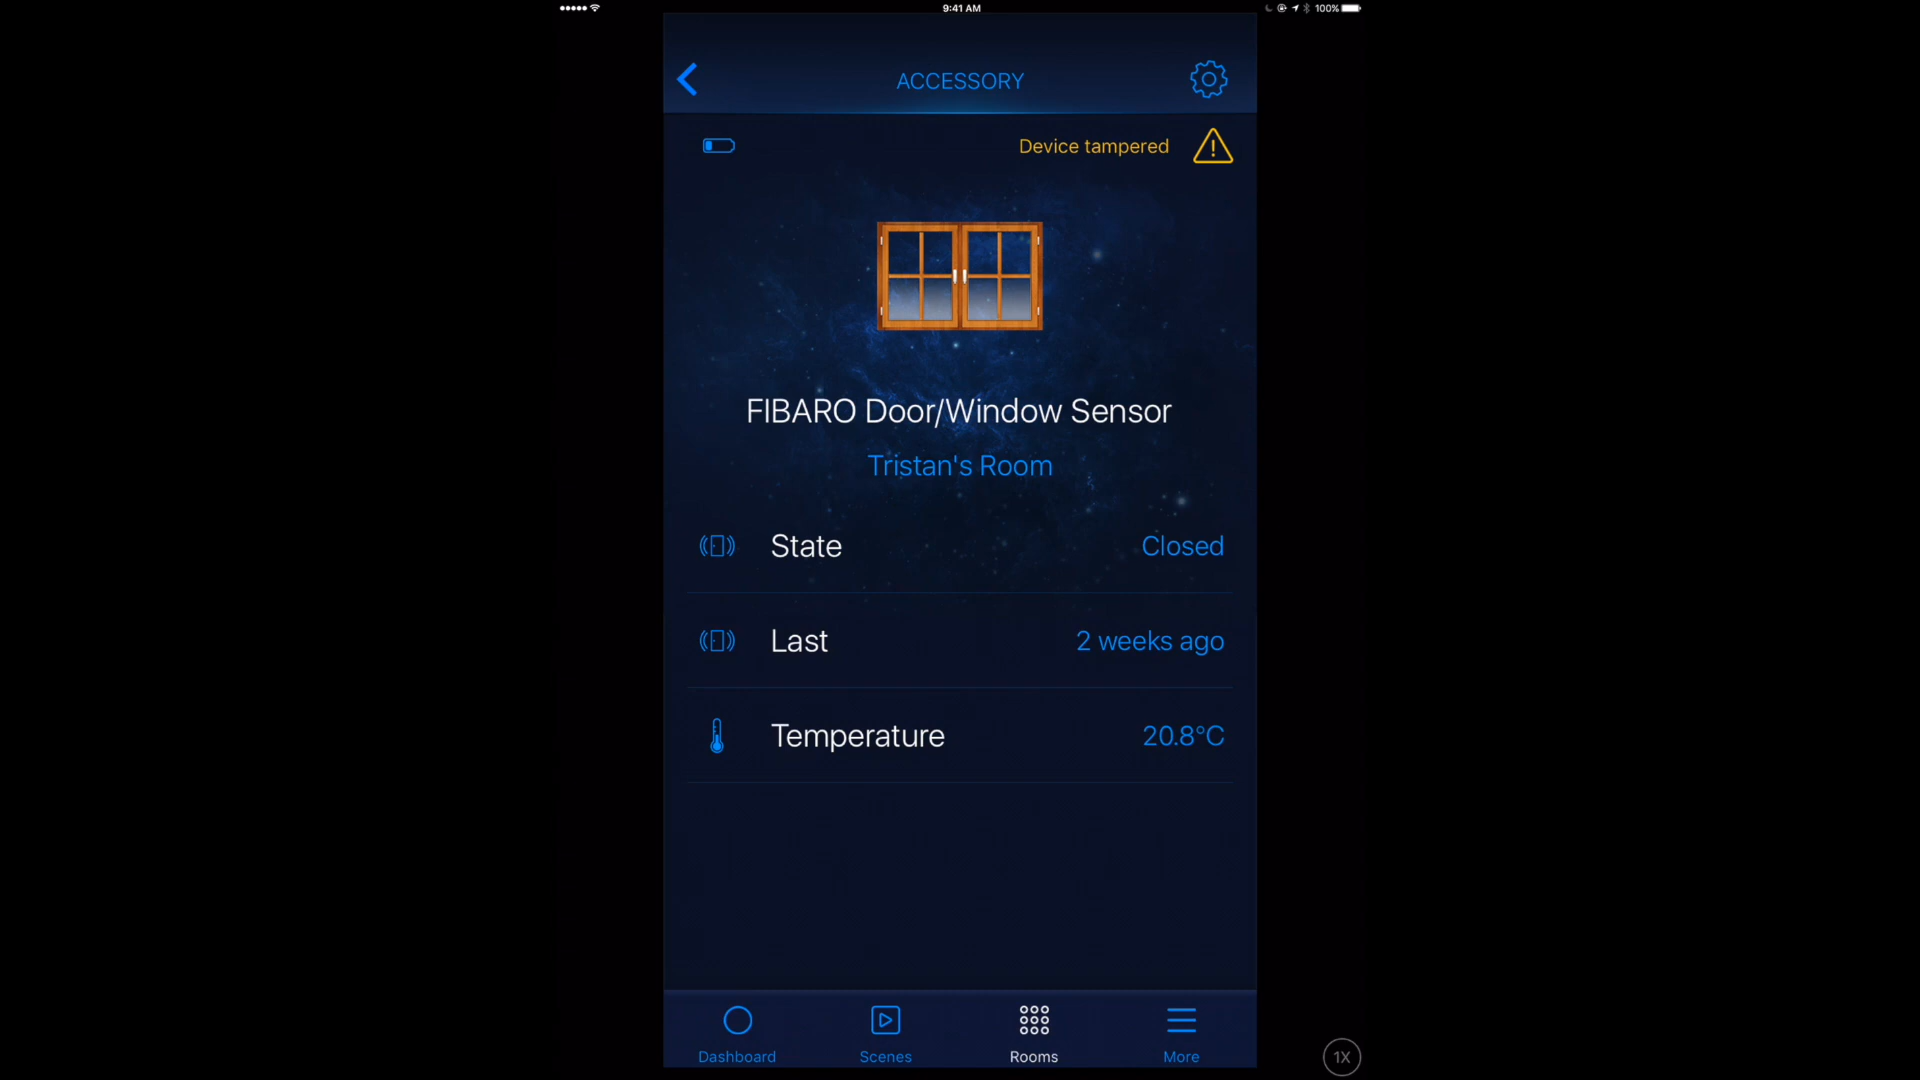 9:41 AM
100%
ACCESSORY
Device tampered
FIBARO Door/Window Sensor
Tristan's Room
State Closed
Last 2 weeks ago
Temperature 20.8°C
Dashboard Scenes Rooms More
1X